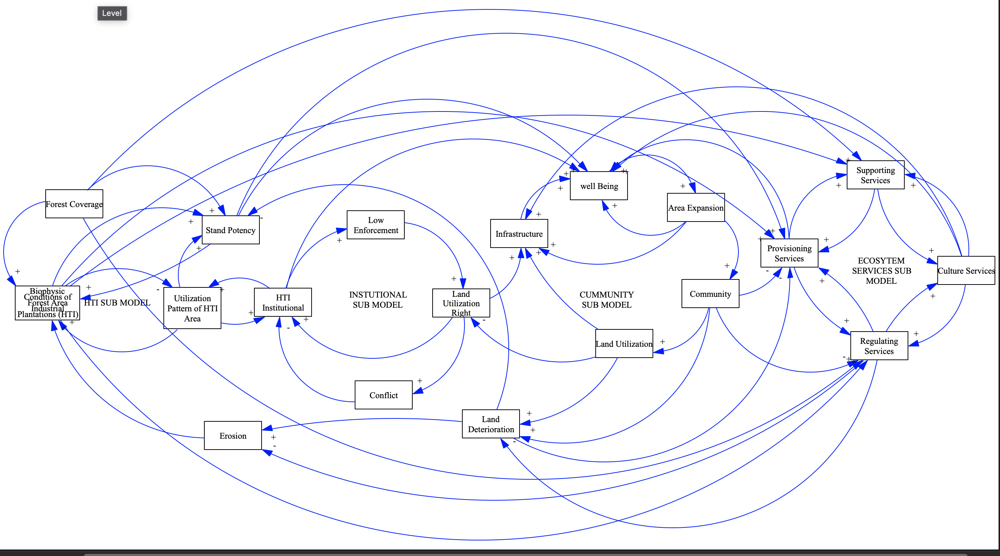 Level
Supporting
Services
well Being
Forest Coverage
Area Expansion
Low
Enforcement
Stand Potency
Infrastructure
Provisioning
Services
ECOSYTEM
SERVICES SUB
MODEL
Culture Services
Biophysic
Conditions of
Forest Area
Industrial
Plantations (HTI)
HTI SUB MODEL
Utilization
Pattern of HTI
Area
HTI
Institutional
INSTUTIONAL
SUB MODEL
Land
Utilization
Right
CUMMUNITY
SUB MODEL
Community
Land Utilization
Regulating
Services
Conflict
Land
Deterioration
Erosion